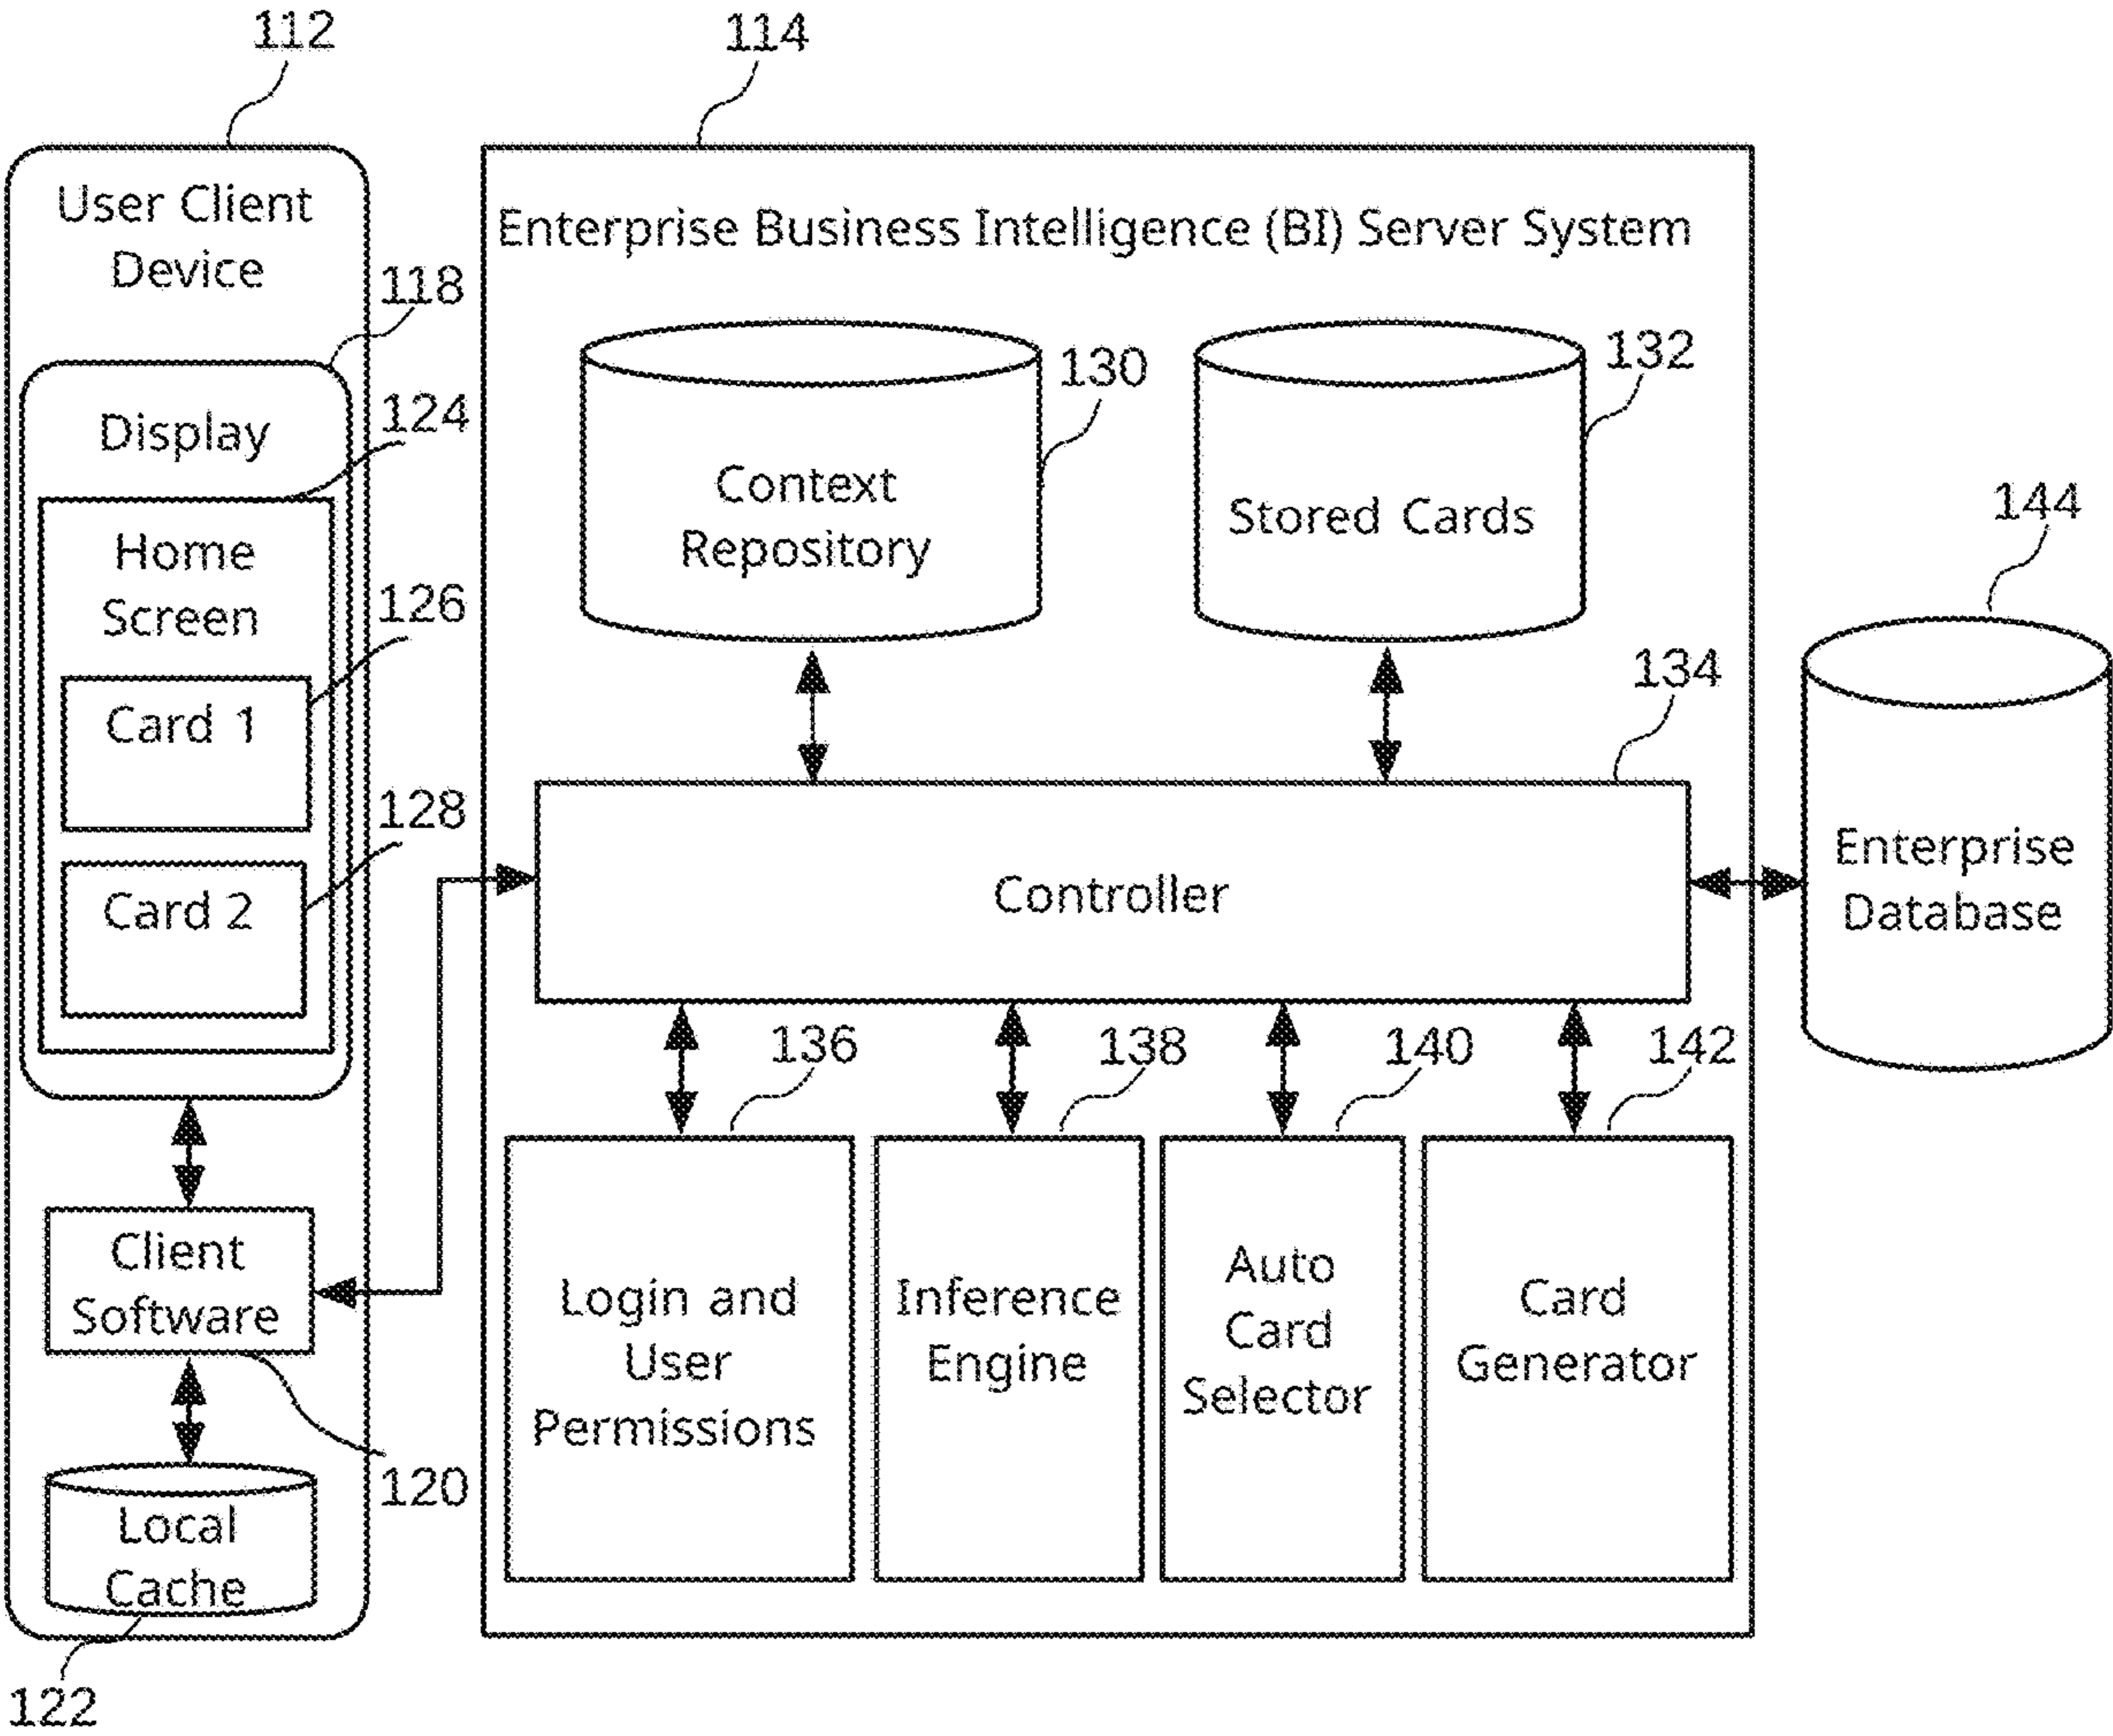 112
114
User Client
Device
Enterprise Business Intelligence (BI) Server System
118
Display
124
Home
Screen
126
Card 1
128
Card 2
Client
Software
120
Local
Cache
122
130
Context
Repository
132
Stored Cards
134
Controller
144
Enterprise
Database
136
138
140
142
Login and
User
Permissions
Inference
Engine
Auto
Card
Selector
Card
Generator